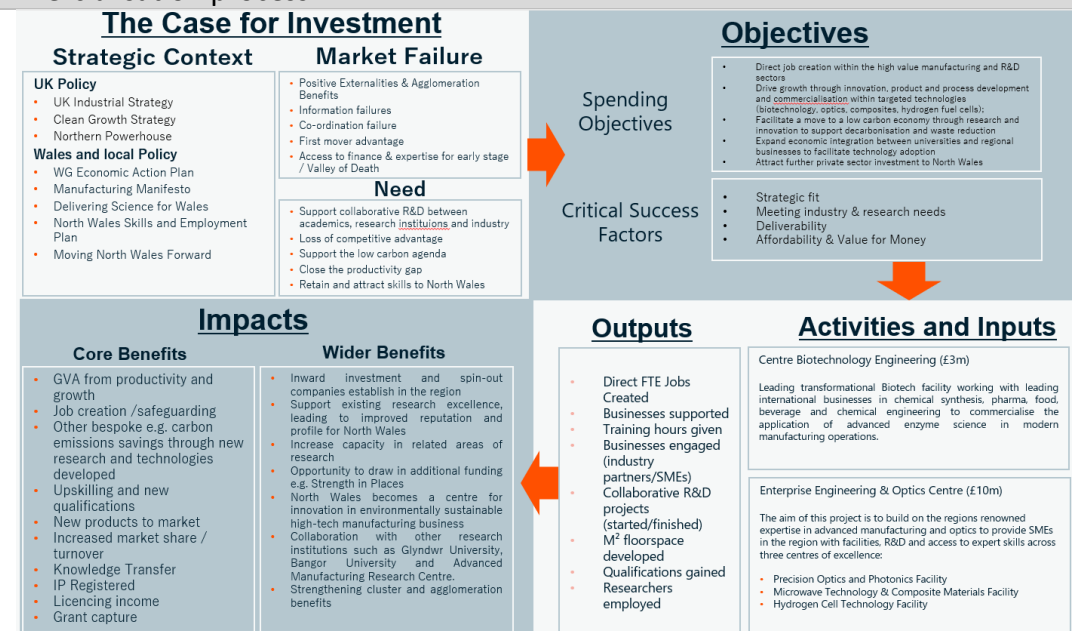 The Case for Investment
Strategic Context
UK Policy
• UK Industrial Strategy
• Clean Growth Strategy
• Northern Powerhouse
Wales and local Policy
• WG Economic Action Plan
• Manufacturing Manifesto
• Delivering Science for Wales
• North Wales Skills and Employment
Plan
• Moving North Wales Forward
Market Failure
• Positive Externalities & Agglomeration
Benefits
• Information failures
• Co-ordination failure
• First mover advantage
• Access to finance & expertise for early stage
/ Valley of Death
Need
• Support collaborative R&D between
academics, research instituions and industry
• Loss of competitive advantage
• Support the low carbon agenda
• Close the productivity gap
• Retain and attract skills to North Wales
Objectives
Spending
Objectives
• Direct job creation within the high value manufacturing and R&D
sectors
• Drive growth through innovation, product and process development
and commercialisation within targeted technologies
(biotechnology, optics, composites, hydrogen fuel cells);
• Facilitate a move to a low carbon economy through research and
innovation to support decarbonisation and waste reduction
• Expand economic integration between universities and regional
businesses to facilitate technology adoption
• Attract further private sector investment to North Wales
Critical Success
Factors
• Strategic fit
• Meeting industry & research needs
• Deliverability
• Affordability & Value for Money
Activities and Inputs
Centre Biotechnology Engineering (£3m)
Leading transformational Biotech facility working with leading
international businesses in chemical synthesis, pharma, food,
beverage and chemical engineering to commercialise the
application of advanced enzyme science in modern
manufacturing operations.
Enterprise Engineering & Optics Centre (£10m)
The aim of this project is to build on the regions renowned
expertise in advanced manufacturing and optics to provide SMEs
in the region with facilities, R&D and access to expert skills across
three centres of excellence:
• Precision Optics and Photonics Facility
• Microwave Technology & Composite Materials Facility
• Hydrogen Cell Technology Facility
Outputs
• Direct FTE Jobs
Created
• Businesses supported
• Training hours given
• Businesses engaged
(industry
partners/SMEs)
• Collaborative R&D
projects
(started/finished)
• M² floorspace
developed
• Qualifications gained
• Researchers
employed
Impacts
Core Benefits
• GVA from productivity and
growth
• Job creation /safeguarding
• Other bespoke e.g. carbon
emissions savings through new
research and technologies
developed
• Upskilling and new
qualifications
• New products to market
• Increased market share /
turnover
• Knowledge Transfer
• IP Registered
• Licencing income
• Grant capture
Wider Benefits
• Inward investment and spin-out
companies establish in the region
• Support existing research excellence,
leading to improved reputation and
profile for North Wales
• Increase capacity in related areas of
research
• Opportunity to draw in additional funding
e.g. Strength in Places
• North Wales becomes a centre for
innovation in environmentally sustainable
high-tech manufacturing business
• Collaboration with other research
institutions such as Glyndwr University,
Bangor University and Advanced
Manufacturing Research Centre.
• Strengthening cluster and agglomeration
benefits